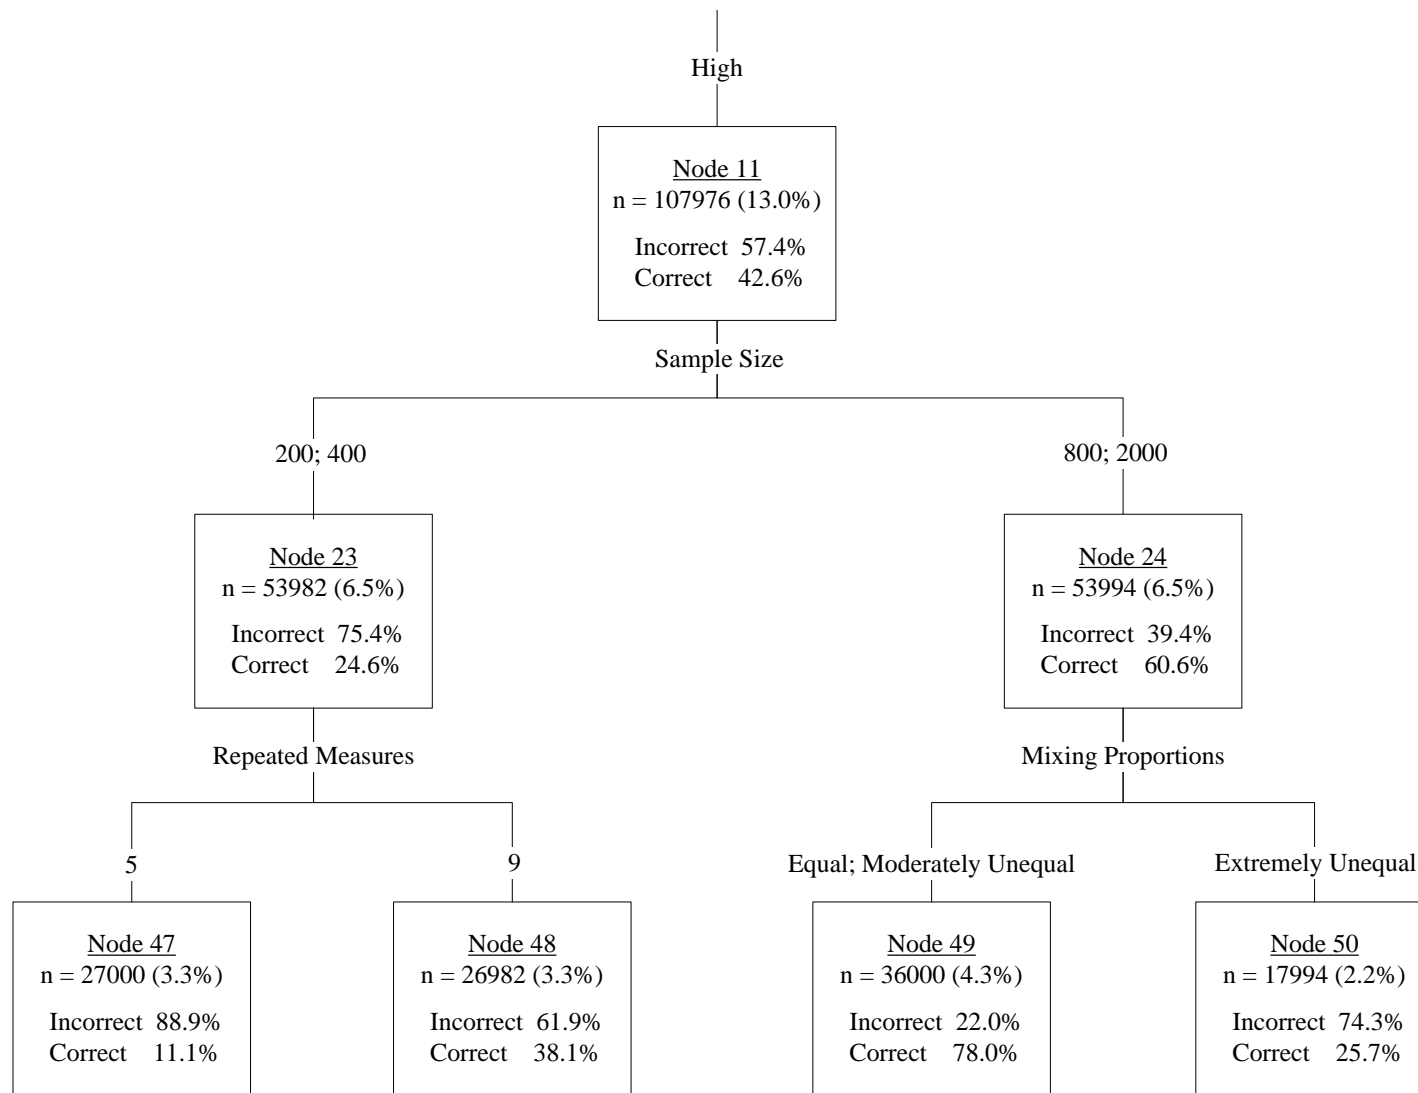 High
Node 11
n = 107976 (13.0%)
Incorrect 57.4%
Correct 42.6%
Sample Size
200; 400
800; 2000
Node 23
n = 53982 (6.5%)
Incorrect 75.4%
Correct 24.6%
Node 24
n = 53994 (6.5%)
Incorrect 39.4%
Correct 60.6%
Repeated Measures
Mixing Proportions
5
9
Equal; Moderately Unequal
Extremely Unequal
Node 47
n = 27000 (3.3%)
Incorrect 88.9%
Correct 11.1%
Node 48
n = 26982 (3.3%)
Incorrect 61.9%
Correct 38.1%
Node 49
n = 36000 (4.3%)
Incorrect 22.0%
Correct 78.0%
Node 50
n = 17994 (2.2%)
Incorrect 74.3%
Correct 25.7%